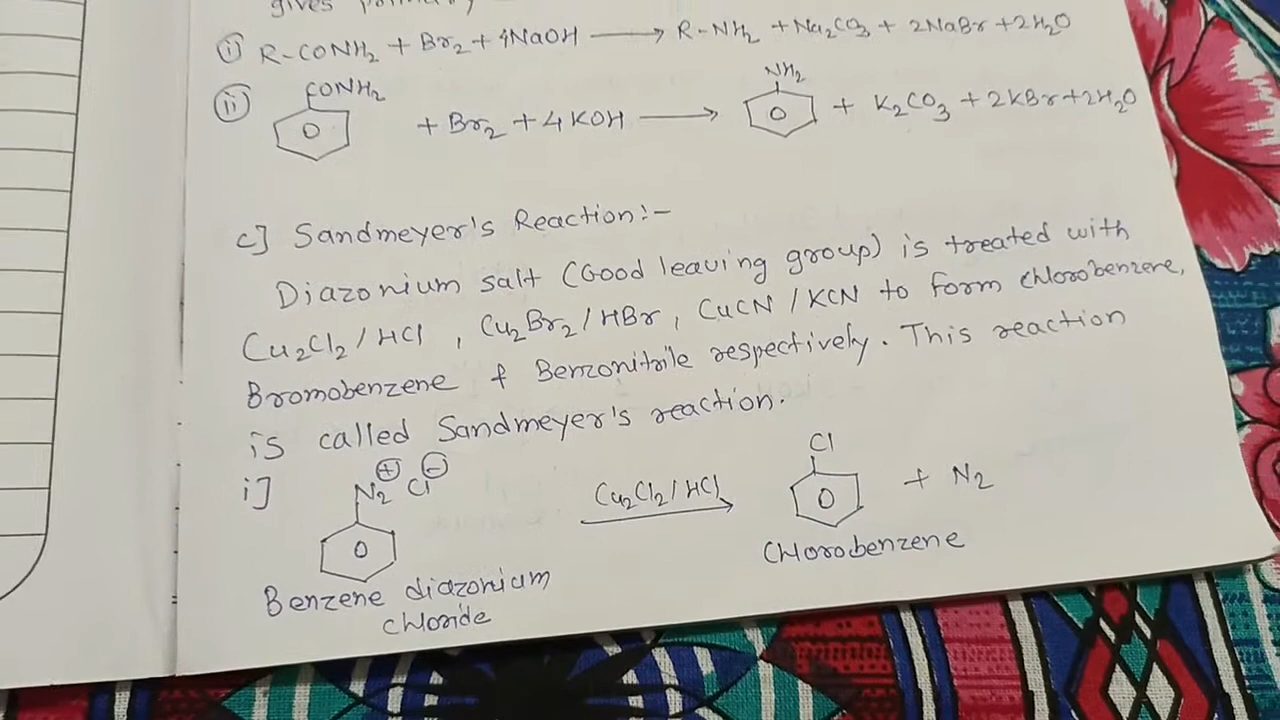 gives primary
(i) R-CONH₂ + Br₂ + 4NaOH ⟶ R-NH₂ + Na₂CO₃ + 2NaBr + 2H₂O
(ii) CONH₂ + Br₂ + 4KOH ⟶ NH₂ + K₂CO₃ + 2KBr + 2H₂O
c] Sandmeyer's Reaction:-
Diazonium salt (Good leaving group) is treated with
Cu₂Cl₂/HCl, Cu₂Br₂/HBr, CuCN/KCN to form Chlorobenzene,
Bromobenzene & Benzonitrile respectively. This reaction
is called Sandmeyer's reaction.
i] N₂⊕ Cl⊖ Cu₂Cl₂/HCl ⟶ Cl + N₂
Benzene diazonium Chlorobenzene
chloride